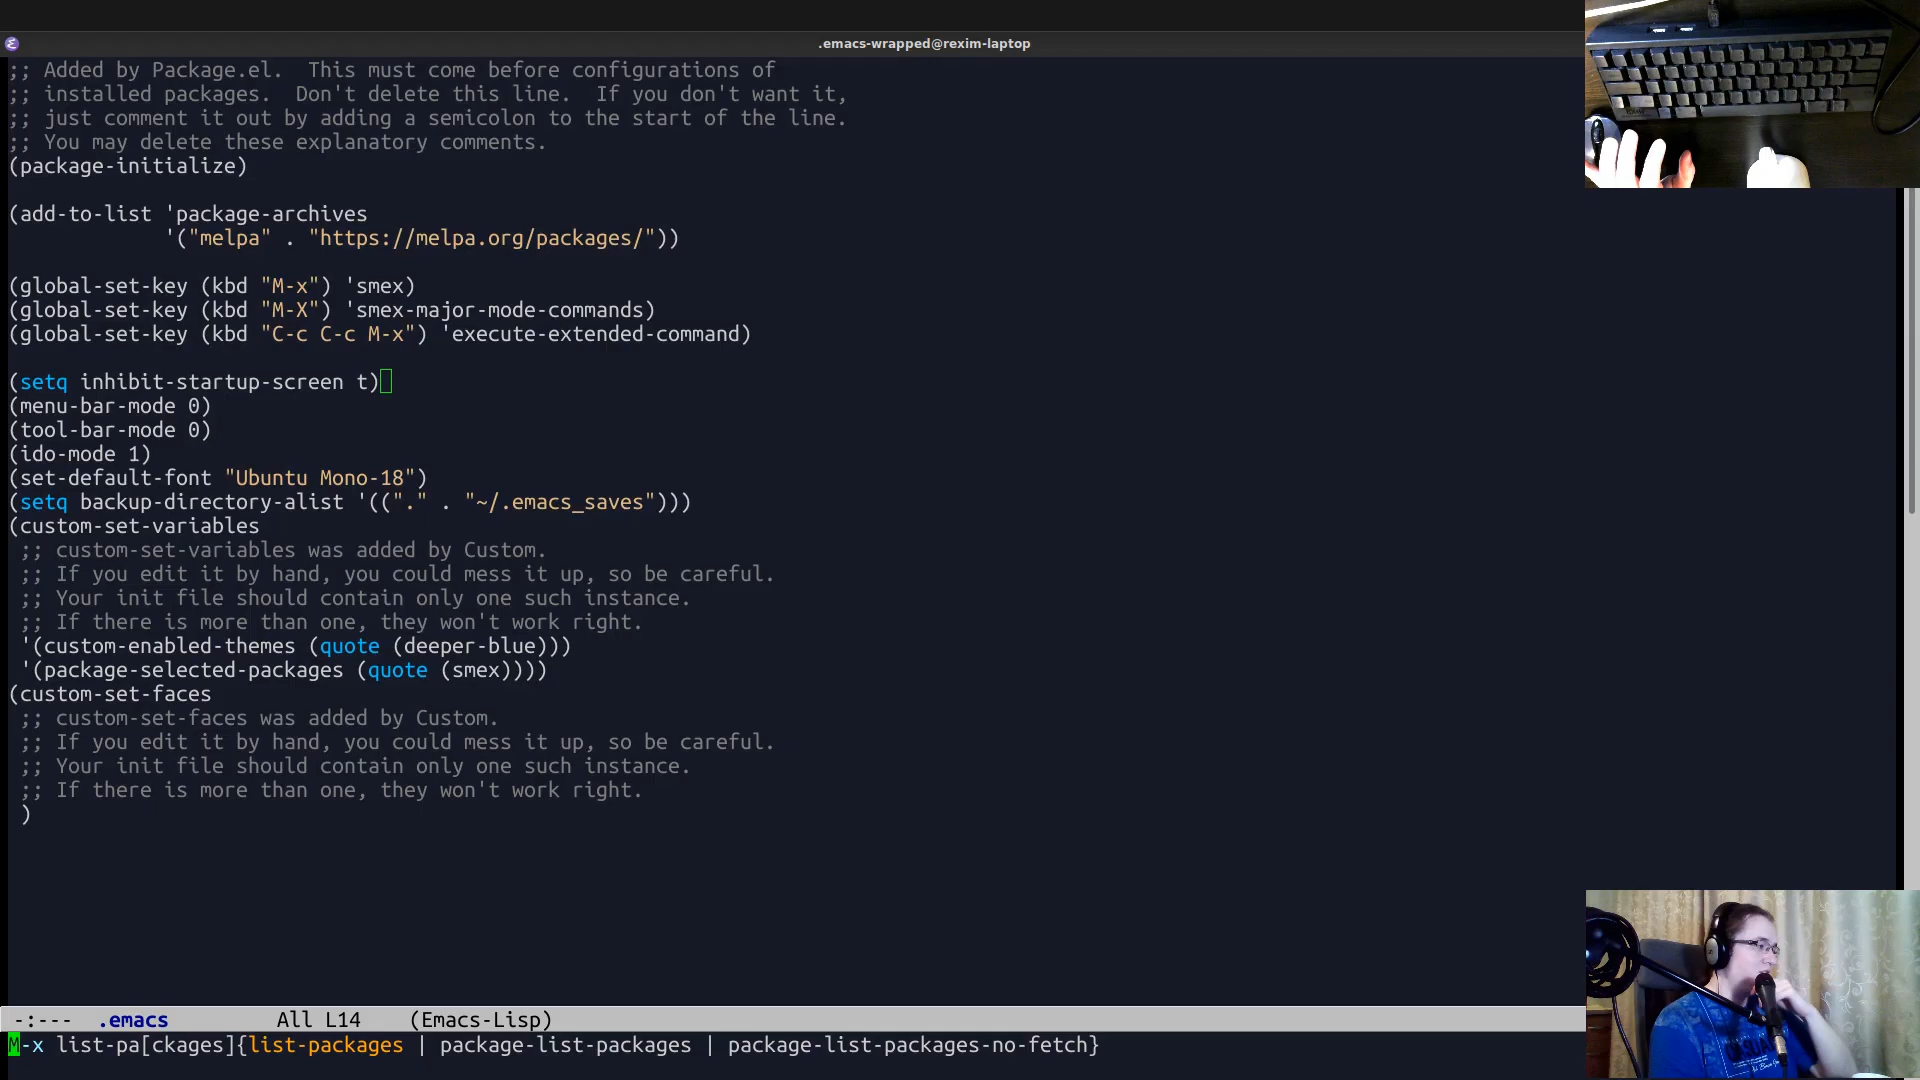 .emacs-wrapped@rexim-laptop
;; Added by Package.el.  This must come before configurations of
;; installed packages.  Don't delete this line.  If you don't want it,
;; just comment it out by adding a semicolon to the start of the line.
;; You may delete these explanatory comments.
(package-initialize)
(add-to-list 'package-archives
             '("melpa" . "https://melpa.org/packages/"))
(global-set-key (kbd "M-x") 'smex)
(global-set-key (kbd "M-X") 'smex-major-mode-commands)
(global-set-key (kbd "C-c C-c M-x") 'execute-extended-command)
(setq inhibit-startup-screen t)
(menu-bar-mode 0)
(tool-bar-mode 0)
(ido-mode 1)
(set-default-font "Ubuntu Mono-18")
(setq backup-directory-alist '(("." . "~/.emacs_saves")))
(custom-set-variables
 ;; custom-set-variables was added by Custom.
 ;; If you edit it by hand, you could mess it up, so be careful.
 ;; Your init file should contain only one such instance.
 ;; If there is more than one, they won't work right.
 '(custom-enabled-themes (quote (deeper-blue)))
 '(package-selected-packages (quote (smex))))
(custom-set-faces
 ;; custom-set-faces was added by Custom.
 ;; If you edit it by hand, you could mess it up, so be careful.
 ;; Your init file should contain only one such instance.
 ;; If there is more than one, they won't work right.
 )
-:---  .emacs         All L14    (Emacs-Lisp)
M-x list-pa[ckages]{list-packages | package-list-packages | package-list-packages-no-fetch}